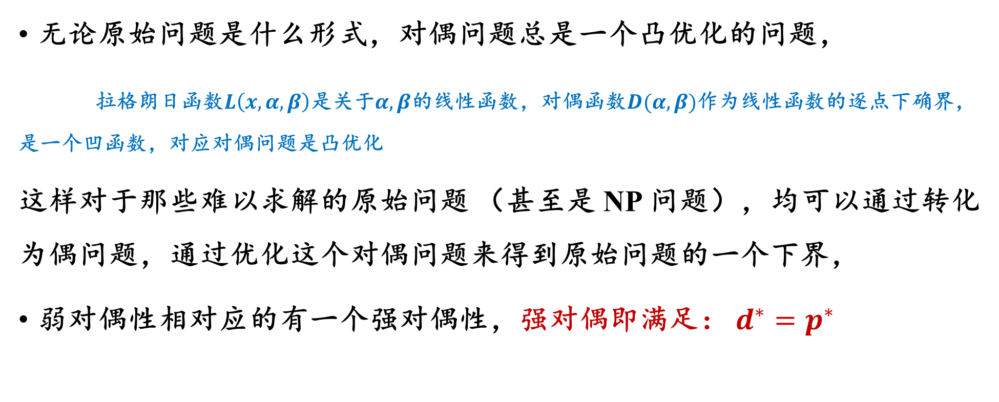 • 无论原始问题是什么形式，对偶问题总是一个凸优化的问题，
拉格朗日函数L(x, α, β)是关于α, β的线性函数，对偶函数D(α, β)作为线性函数的逐点下确界，
是一个凹函数，对应对偶问题是凸优化
这样对于那些难以求解的原始问题 （甚至是 NP 问题），均可以通过转化
为偶问题，通过优化这个对偶问题来得到原始问题的一个下界，
• 弱对偶性相对应的有一个强对偶性，强对偶即满足： d* = p*